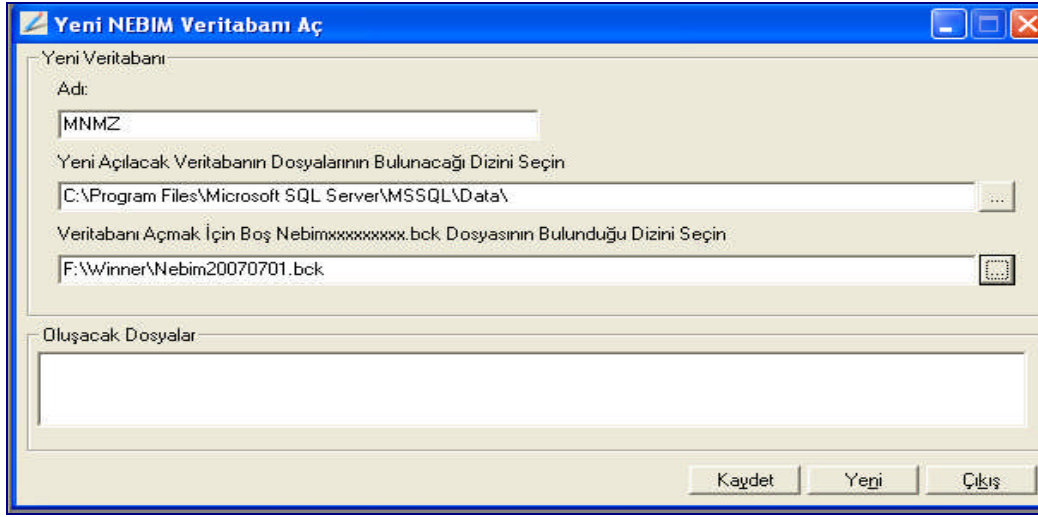 Yeni NEBIM Veritabanı Aç
Yeni Veritabanı
Adı:
MNMZ
Yeni Açılacak Veritabanın Dosyalarının Bulunacağı Dizini Seçin
C:\Program Files\Microsoft SQL Server\MSSQL\Data\
...
Veritabanı Açmak İçin Boş Nebimxxxxxxxxx.bck Dosyasının Bulunduğu Dizini Seçin
F:\Winner\Nebim20070701.bck
...
Oluşacak Dosyalar
Kaydet Yeni Çıkış